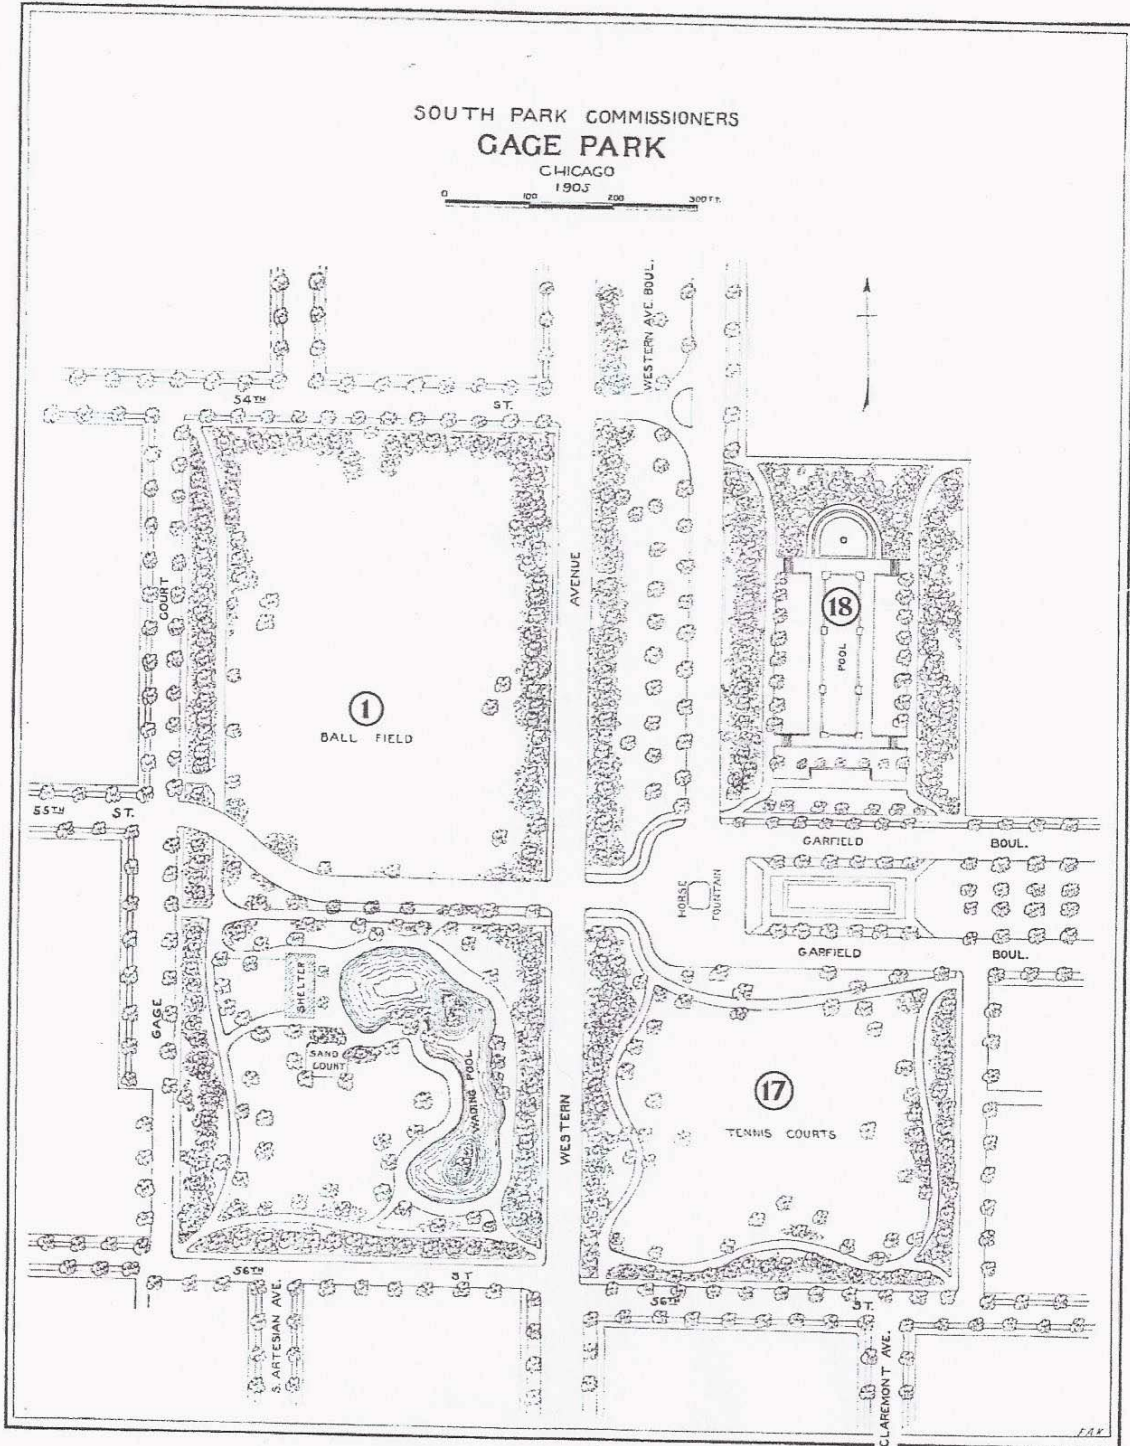 SOUTH PARK COMMISSIONERS
GAGE PARK
CHICAGO
1905
0 100 200 300 FT.
WESTERN AVE. BOUL.
54TH ST.
COURT
AVENUE
18
POOL
1
BALL FIELD
55TH ST.
GARFIELD BOUL.
HORSE
FOUNTAIN
GARFIELD BOUL.
SHELTER
GAGE
SAND
COURT
WADING POOL
WESTERN
17
TENNIS COURTS
56TH ST
56TH ST.
S. ARTESIAN AVE.
CLAREMONT AVE.
F.A.K